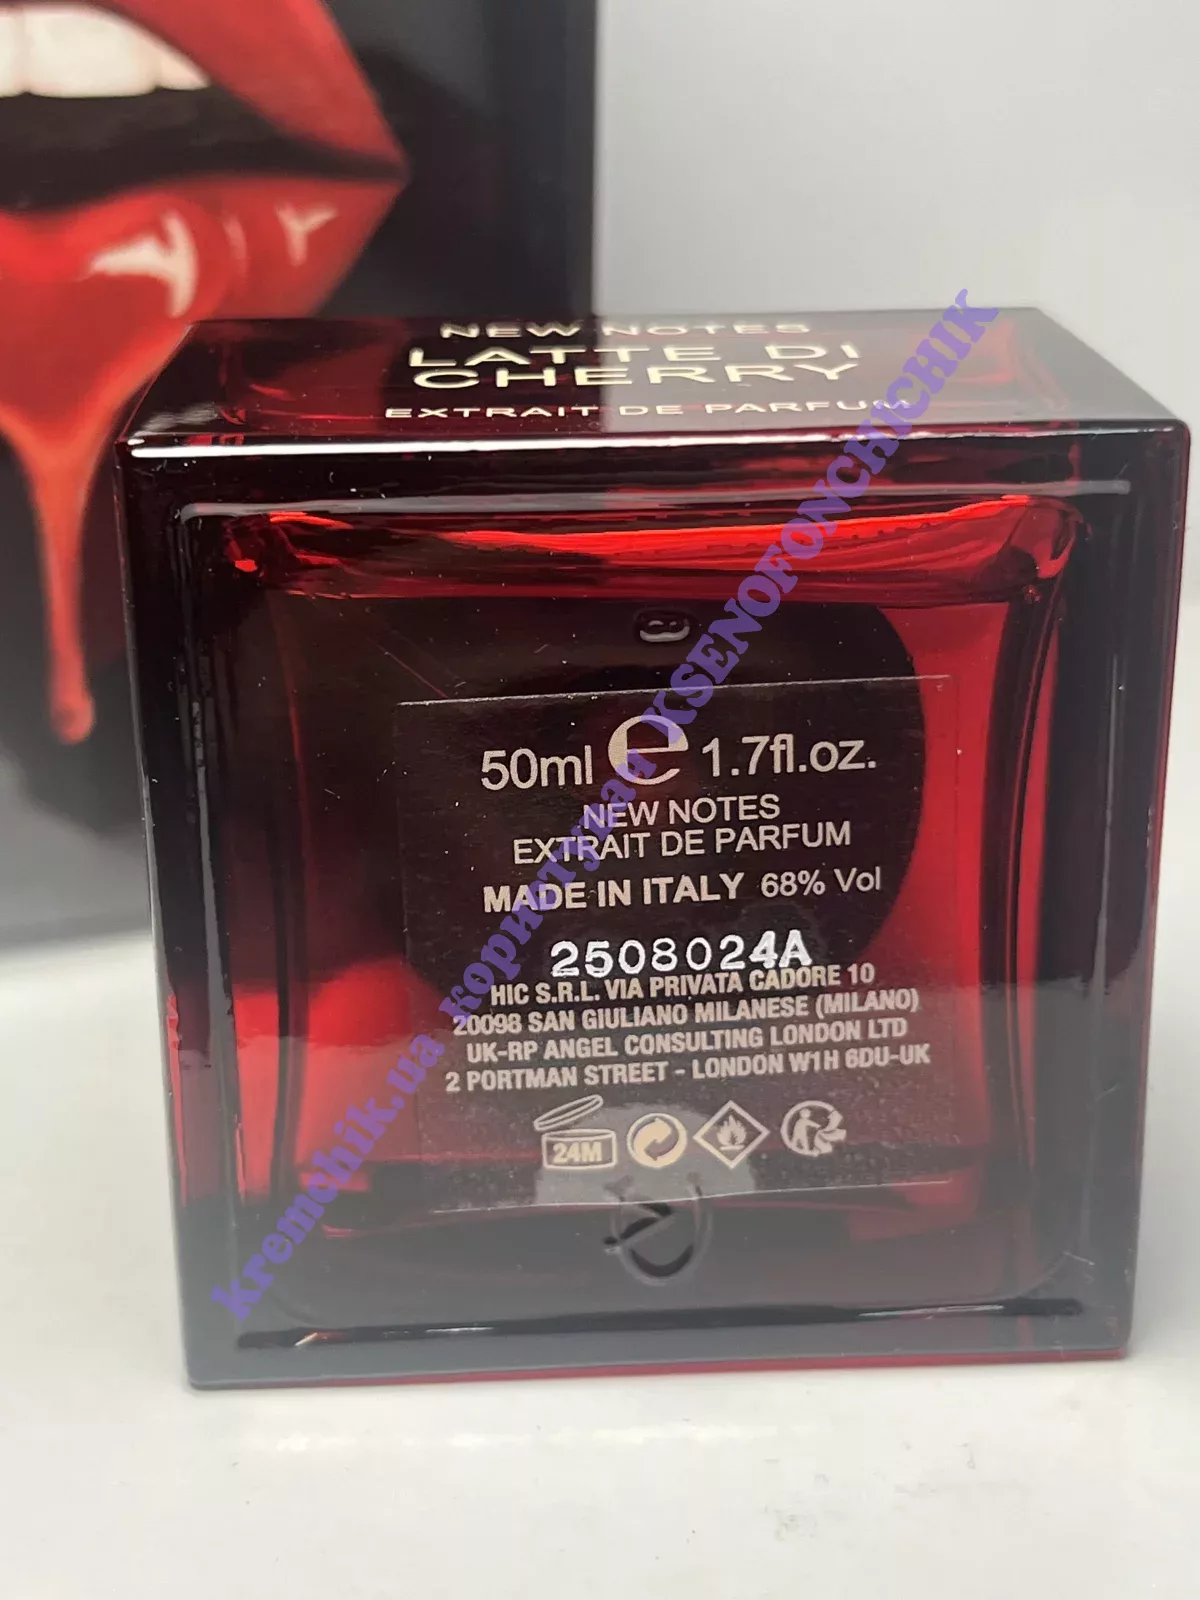 NEW NOTES
LATTE DI
CHERRY
EXTRAIT DE PARFUM
8
50ml e 1.7fl.oz.
NEW NOTES
EXTRAIT DE PARFUM
MADE IN ITALY 68% Vol
2508024A
HIC S.R.L. VIA PRIVATA CADORE 10
20098 SAN GIULIANO MILANESE (MILANO)
UK-RP ANGEL CONSULTING LONDON LTD
2 PORTMAN STREET - LONDON W1H 6DU-UK
24M
kremchik.ua користувач KSENOFONCHICHIK